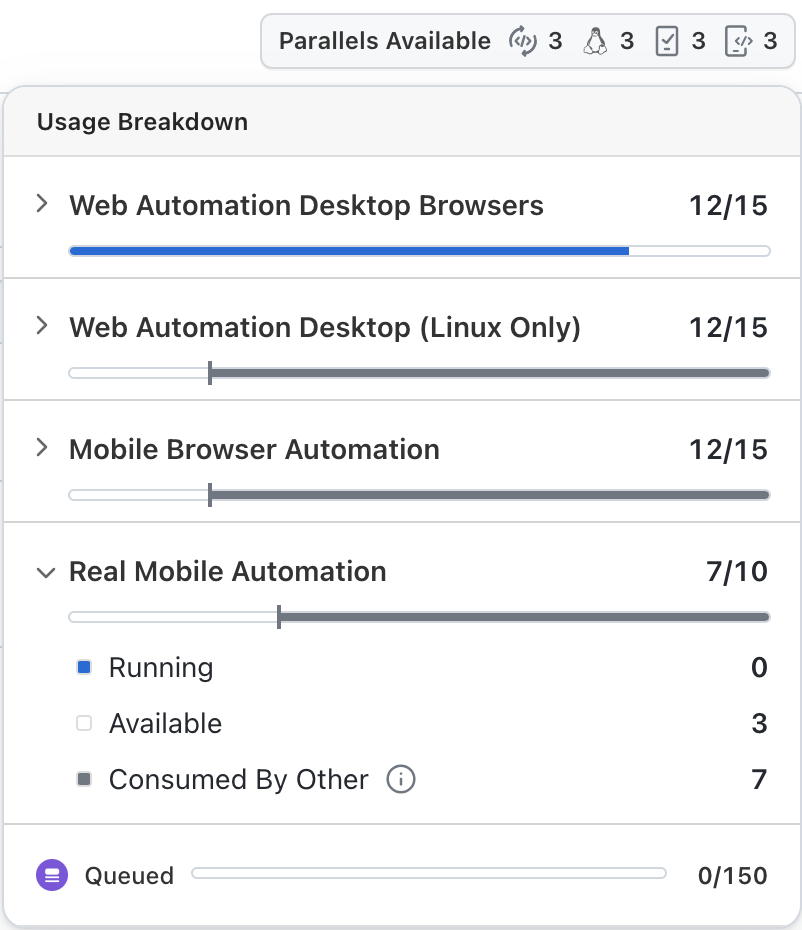 Parallels Available 3 3 3 3
Usage Breakdown
Web Automation Desktop Browsers 12/15
Web Automation Desktop (Linux Only) 12/15
Mobile Browser Automation 12/15
Real Mobile Automation 7/10
Running 0
Available 3
Consumed By Other 7
Queued 0/150